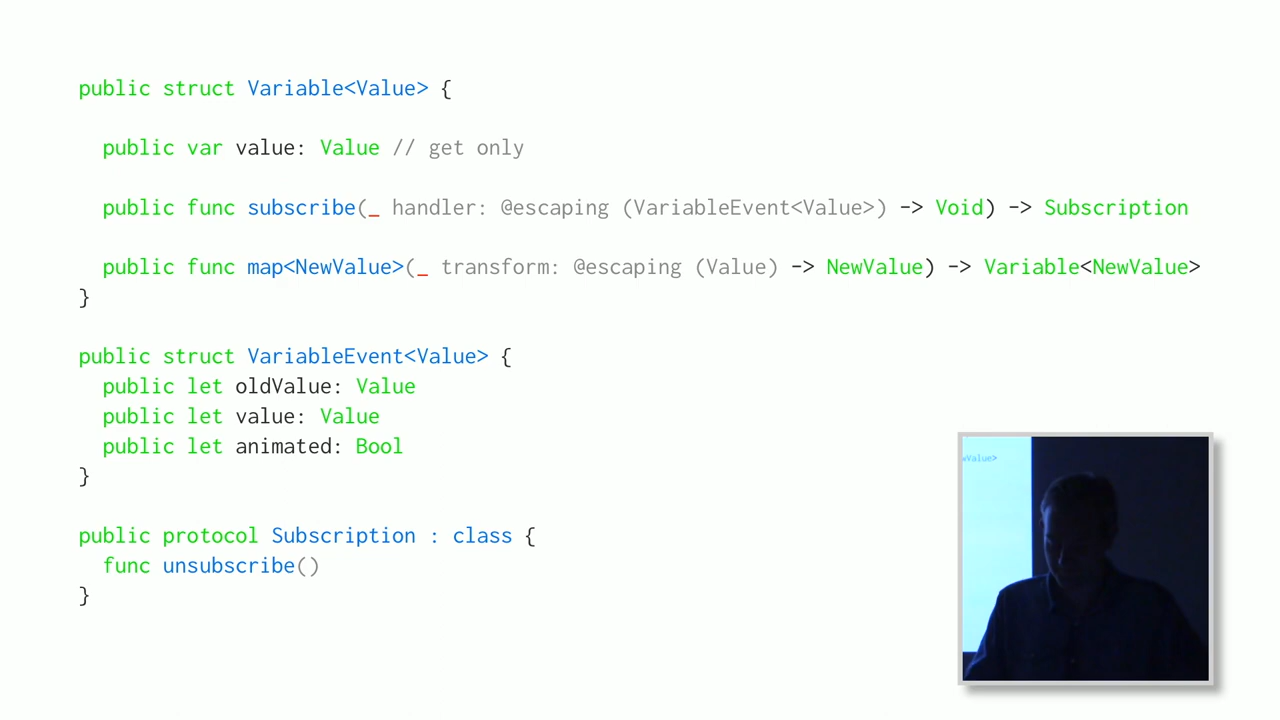 public struct Variable<Value> {
public var value: Value // get only
public func subscribe(_ handler: @escaping (VariableEvent<Value>) -> Void) -> Subscription
public func map<NewValue>(_ transform: @escaping (Value) -> NewValue) -> Variable<NewValue>
}
public struct VariableEvent<Value> {
public let oldValue: Value
public let value: Value
public let animated: Bool
}
public protocol Subscription : class {
func unsubscribe()
}
wValue>